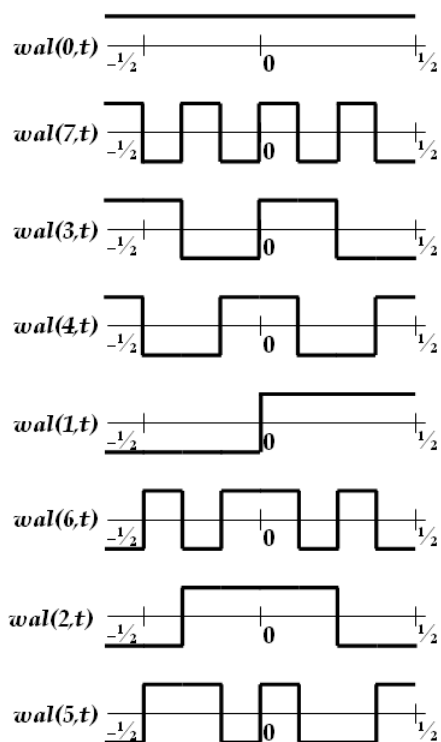 wal(0,t)
-½ 0 ½
wal(7,t)
-½ 0 ½
wal(3,t)
-½ 0 ½
wal(4,t)
-½ 0 ½
wal(1,t)
-½ 0 ½
wal(6,t)
-½ 0 ½
wal(2,t)
-½ 0 ½
wal(5,t)
-½ 0 ½